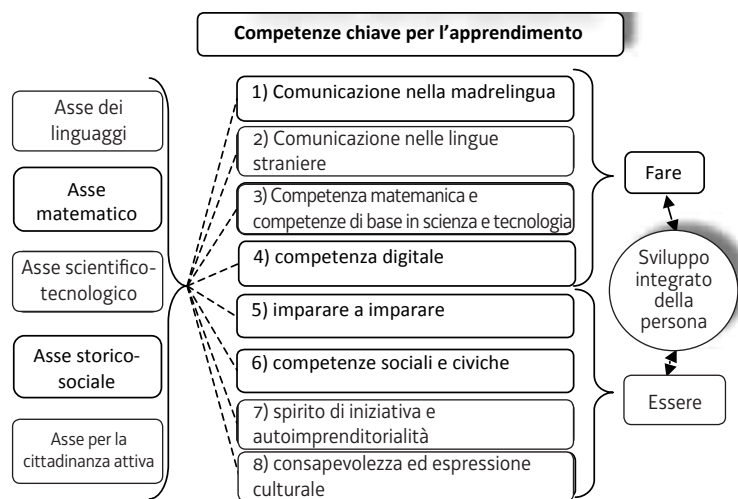 Competenze chiave per l'apprendimento
Asse dei
linguaggi
Asse
matematico
Asse scientifico-
tecnologico
Asse storico-
sociale
Asse per la
cittadinanza attiva
1) Comunicazione nella madrelingua
2) Comunicazione nelle lingue
straniere
3) Competenza matemanica e
competenze di base in scienza e tecnologia
4) competenza digitale
5) imparare a imparare
6) competenze sociali e civiche
7) spirito di iniziativa e
autoimprenditorialità
8) consapevolezza ed espressione
culturale
Fare
Sviluppo
integrato
della
persona
Essere